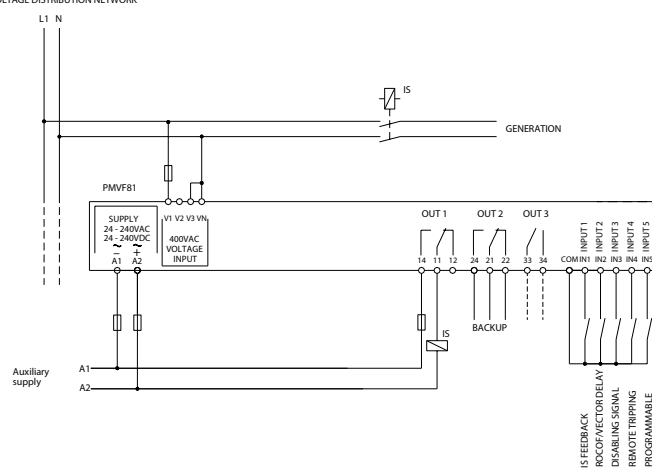 L1 N
IS
GENERATION
PMVF81
SUPPLY
24 - 240VAC
24 - 240VDC
~ ~
– +
A1 A2
V1 V2 V3 VN
400VAC
VOLTAGE
INPUT
OUT 1
OUT 2
OUT 3
14 11 12
24 21 22
33 34
INPUT 1
INPUT 2
INPUT 3
INPUT 4
INPUT 5
COM IN1 IN2 IN3 IN4 IN5
BACKUP
IS
Auxiliary
supply
A1
A2
IS FEEDBACK
ROCOF/VECTOR DELAY
DISABLING SIGNAL
REMOTE TRIPPING
PROGRAMMABLE